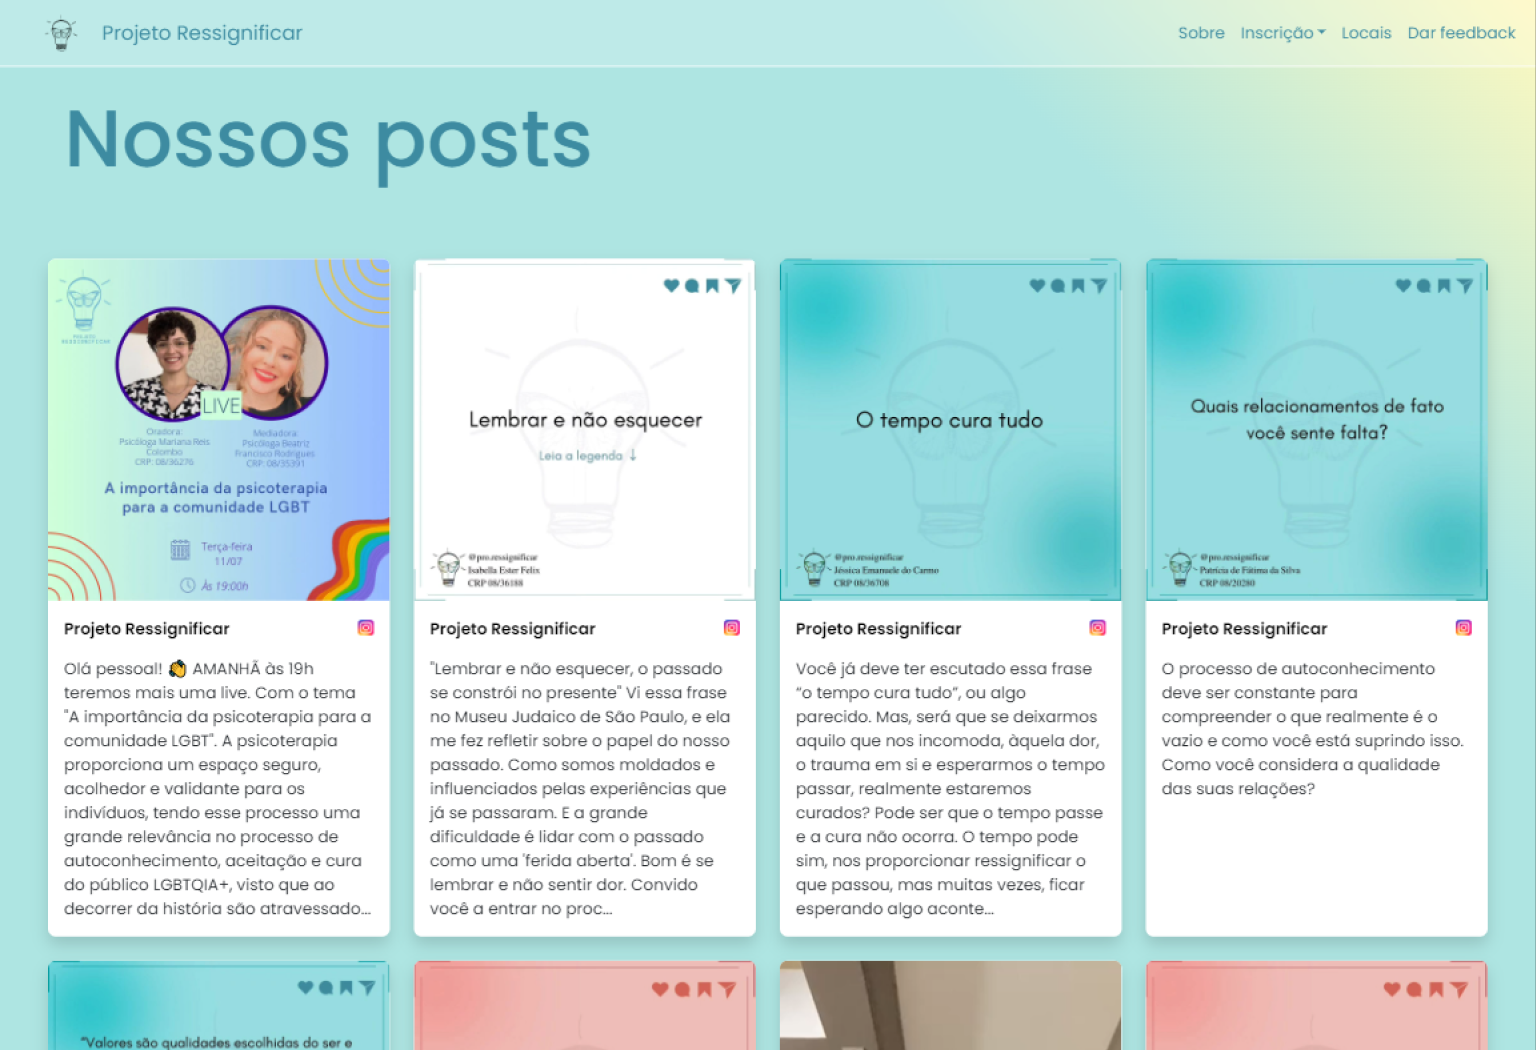 Projeto Ressignificar
Sobre
Inscrição
Locais
Dar feedback
Nossos posts
PROJETO
RESSIGNIFICAR
LIVE
Oradora:
Psicóloga Mariana Reis
Colombo
CRP: 08/36276
Mediadora:
Psicóloga Beatriz
Francisco Rodrigues
CRP: 08/35391
A importância da psicoterapia
para a comunidade LGBT
Terça-feira
11/07
Às 19:00h
Projeto Ressignificar
Olá pessoal! 👏 AMANHÃ às 19h
teremos mais uma live. Com o tema
"A importância da psicoterapia para a
comunidade LGBT". A psicoterapia
proporciona um espaço seguro,
acolhedor e validante para os
indivíduos, tendo esse processo uma
grande relevância no processo de
autoconhecimento, aceitação e cura
do público LGBTQIA+, visto que ao
decorrer da história são atravessado...
Lembrar e não esquecer
Leia a legenda ↓
@pro.ressignificar
Isabella Ester Felix
CRP 08/36188
Projeto Ressignificar
"Lembrar e não esquecer, o passado
se constrói no presente" Vi essa frase
no Museu Judaico de São Paulo, e ela
me fez refletir sobre o papel do nosso
passado. Como somos moldados e
influenciados pelas experiências que
já se passaram. E a grande
dificuldade é lidar com o passado
como uma 'ferida aberta'. Bom é se
lembrar e não sentir dor. Convido
você a entrar no proc...
O tempo cura tudo
@pro.ressignificar
Jéssica Emanuele do Carmo
CRP 08/36708
Projeto Ressignificar
Você já deve ter escutado essa frase
“o tempo cura tudo”, ou algo
parecido. Mas, será que se deixarmos
aquilo que nos incomoda, àquela dor,
o trauma em si e esperarmos o tempo
passar, realmente estaremos
curados? Pode ser que o tempo passe
e a cura não ocorra. O tempo pode
sim, nos proporcionar ressignificar o
que passou, mas muitas vezes, ficar
esperando algo aconte...
Quais relacionamentos de fato
você sente falta?
@pro.ressignificar
Patrícia de Fátima da Silva
CRP 08/20280
Projeto Ressignificar
O processo de autoconhecimento
deve ser constante para
compreender o que realmente é o
vazio e como você está suprindo isso.
Como você considera a qualidade
das suas relações?
"Valores são qualidades escolhidas do ser e